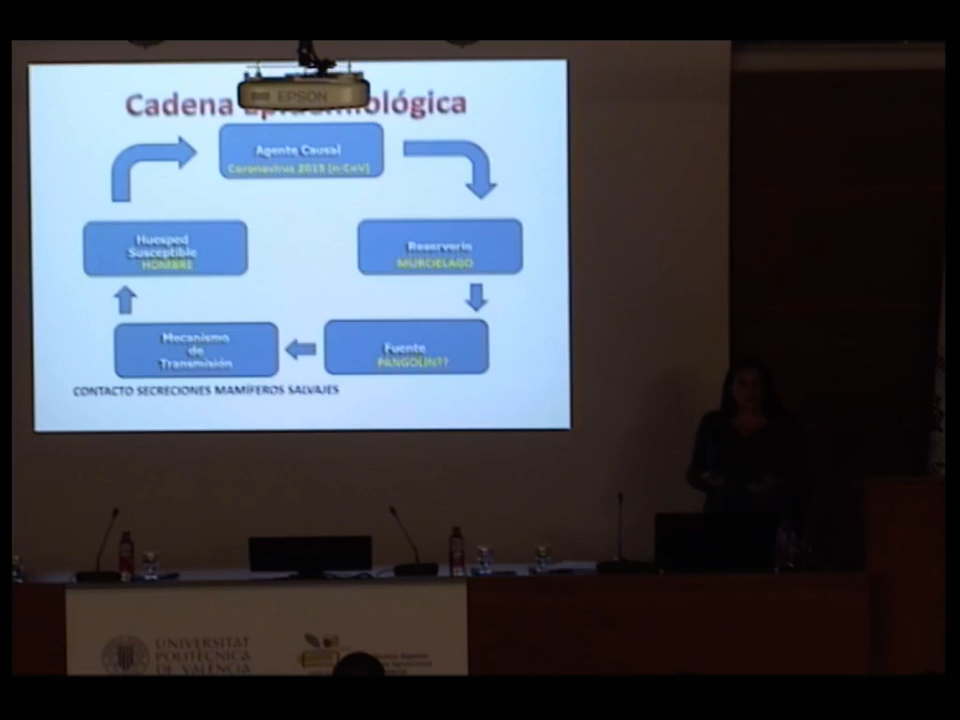 Cadena
EPSON
Agente Causal
Coronavirus 2019 (n-CoV)
Huesped
Susceptible
HOMBRE
Reservorio
MURCIELAGO
Mecanismo
de
Transmisión
Fuente
PANGOLIN??
CONTACTO SECRECIONES MAMÍFEROS SALVAJES
UNIVERSITAT
POLITÈCNICA
DE VALÈNCIA